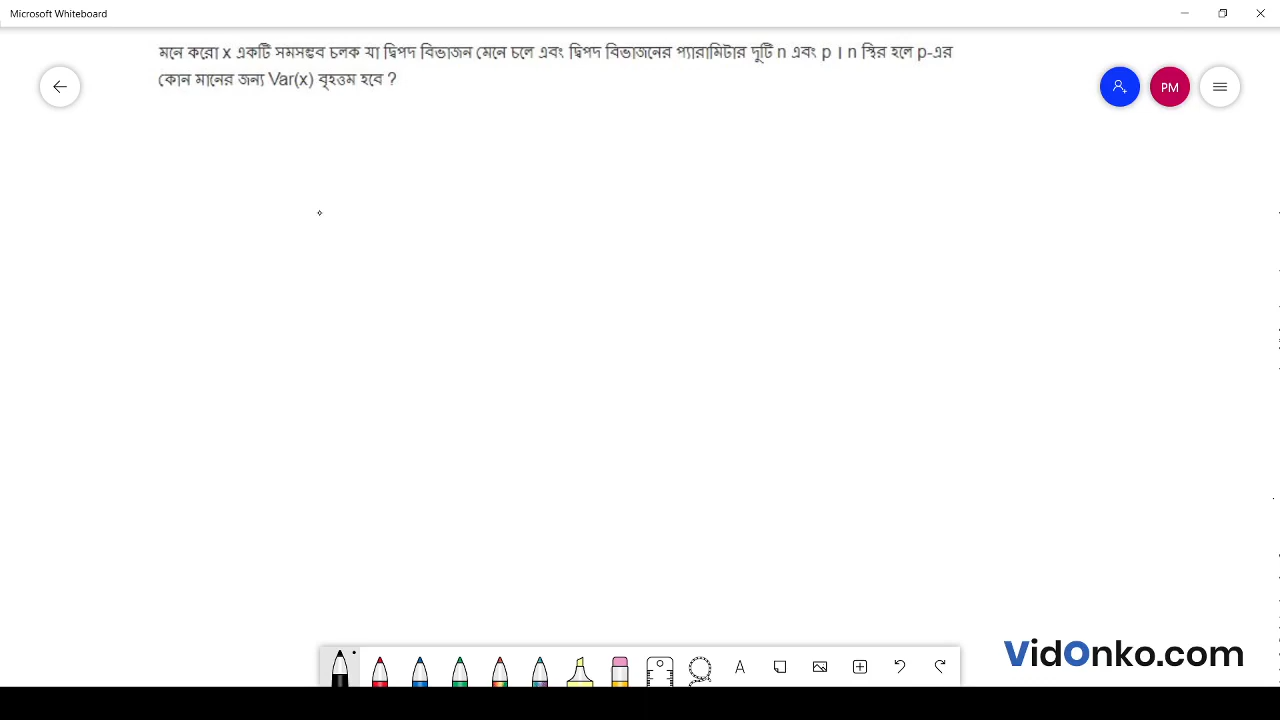 Microsoft Whiteboard
মনে করো x একটি সমসম্ভব চলক যা দ্বিপদ বিভাজন মেনে চলে এবং দ্বিপদ বিভাজনের প্যারামিটার দুটি n এবং p । n স্থির হলে p-এর
কোন মানের জন্য Var(x) বৃহত্তম হবে ?
PM
A
VidOnko.com